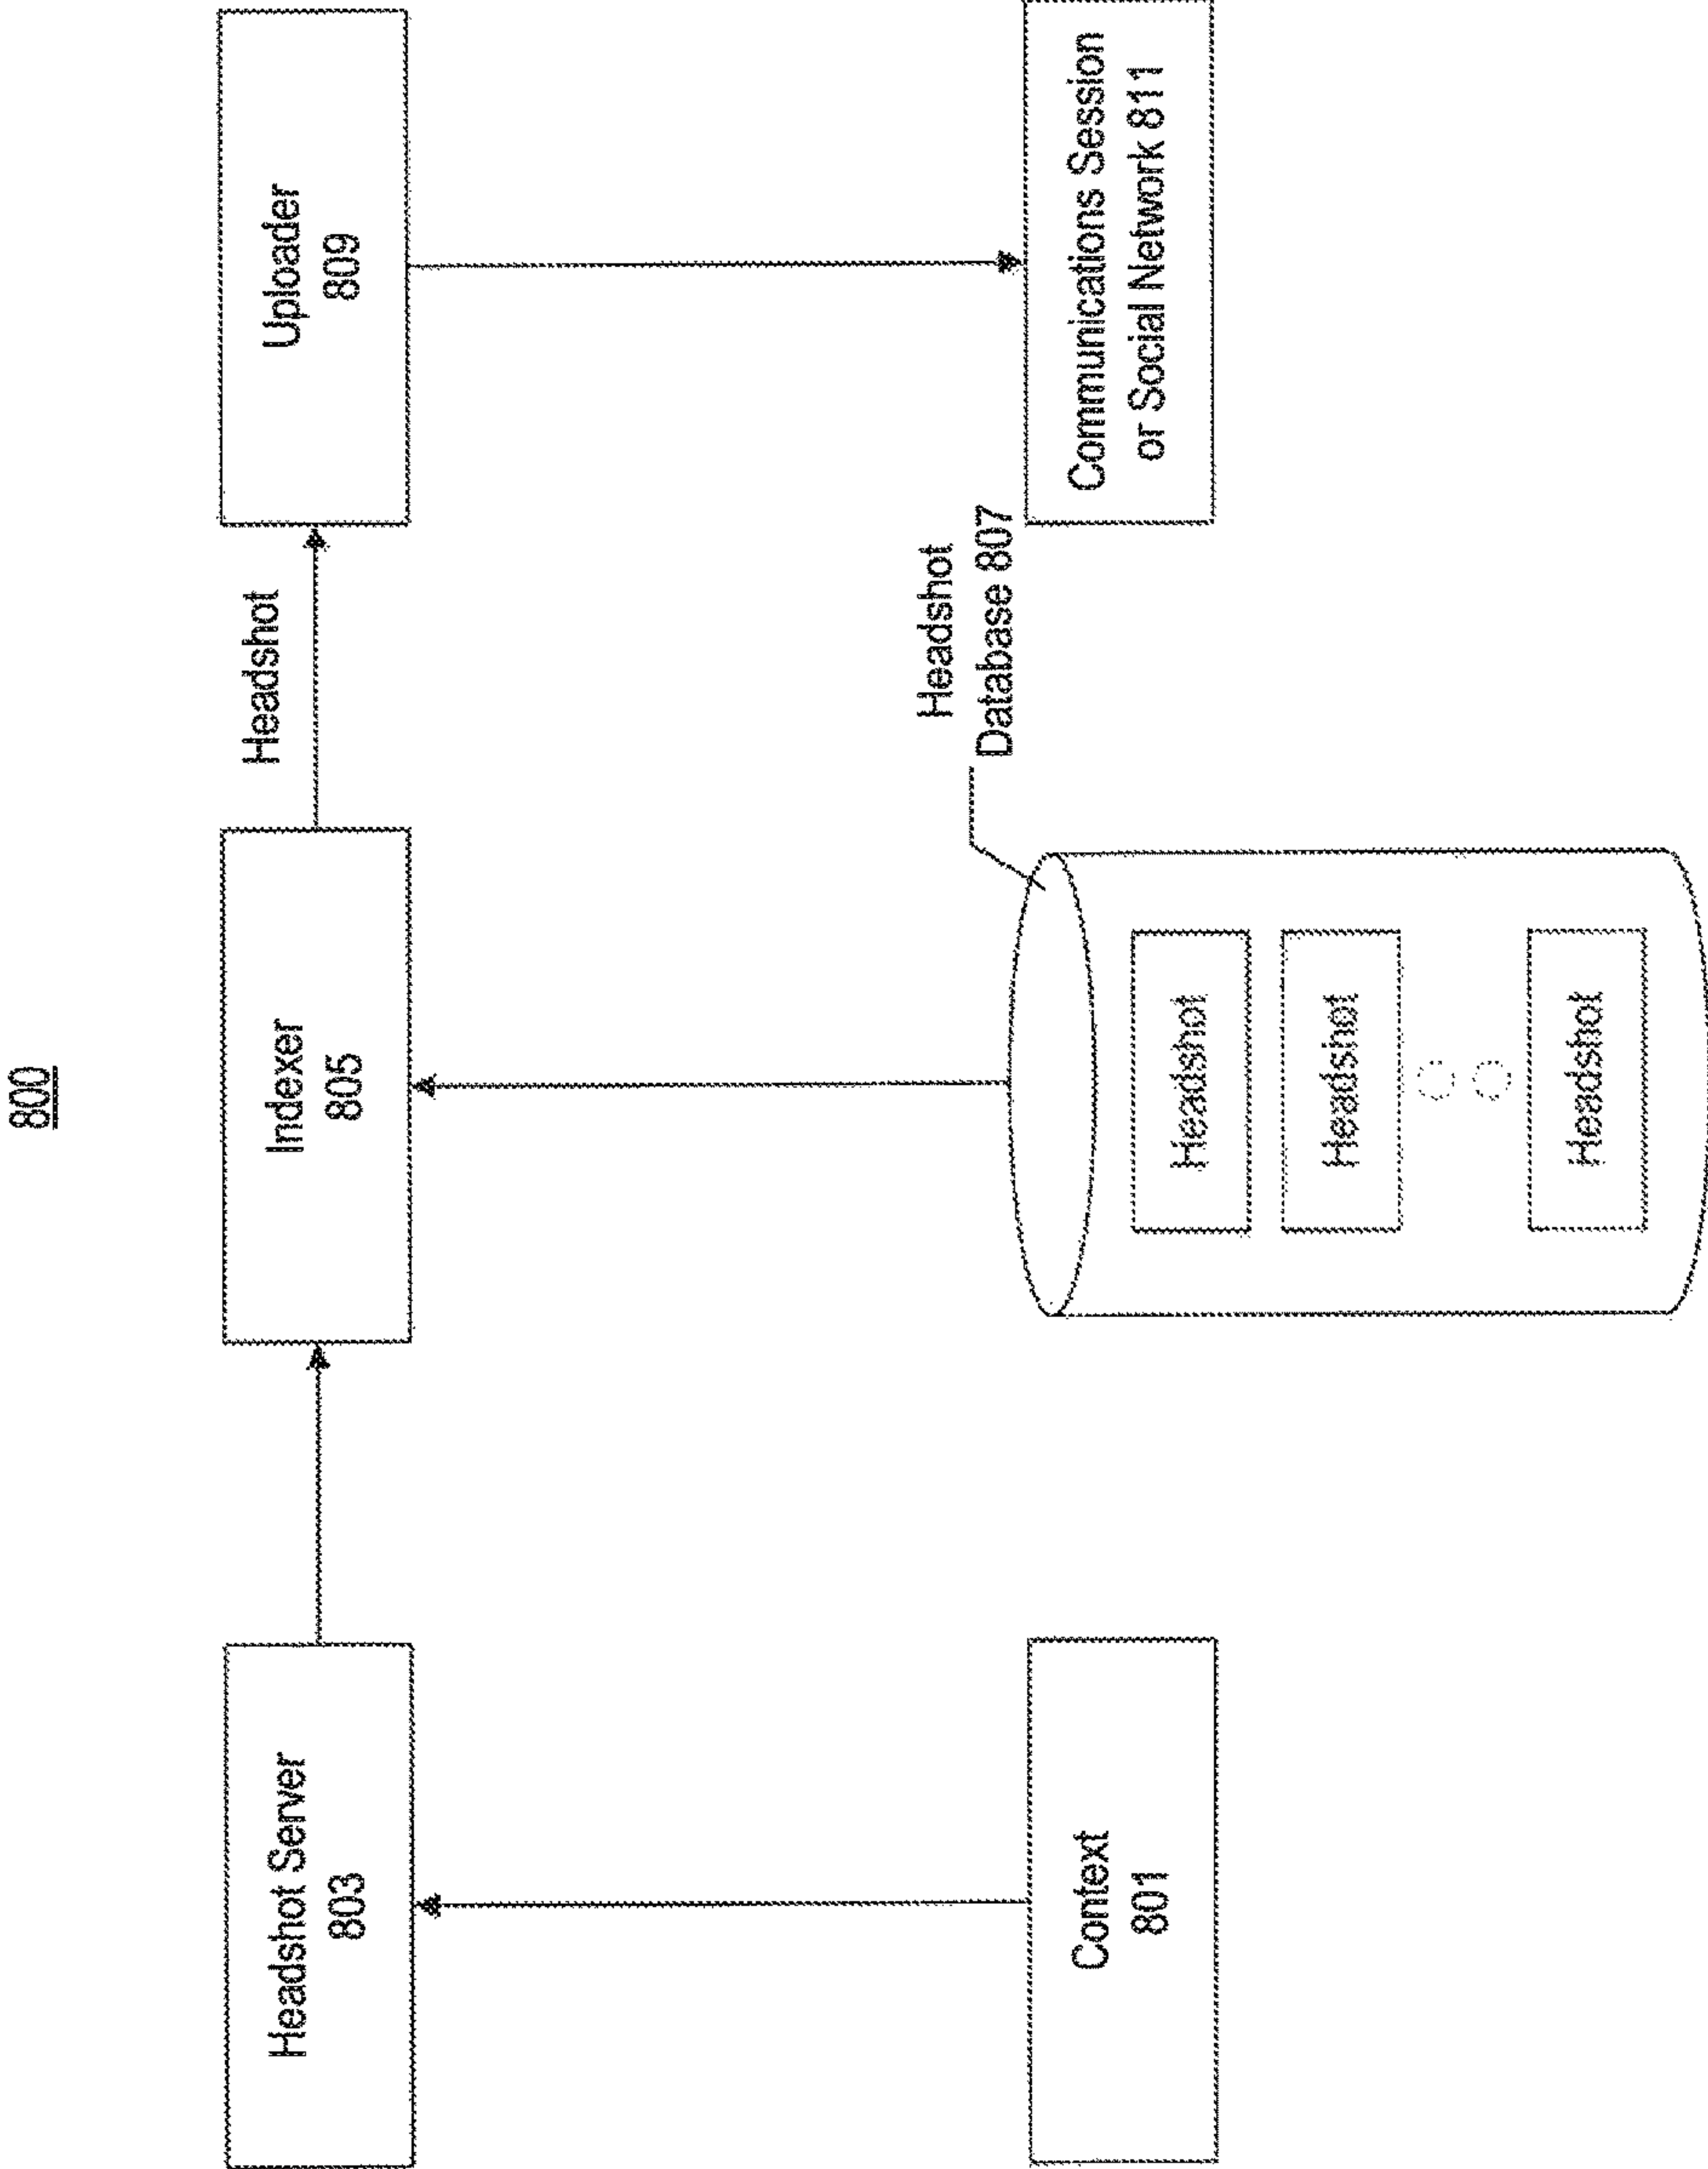 800
Headshot Server
803
Indexer
805
Headshot
Uploader
809
Context
801
Headshot
Database 807
Headshot
Headshot
Headshot
Communications Session
or Social Network 811